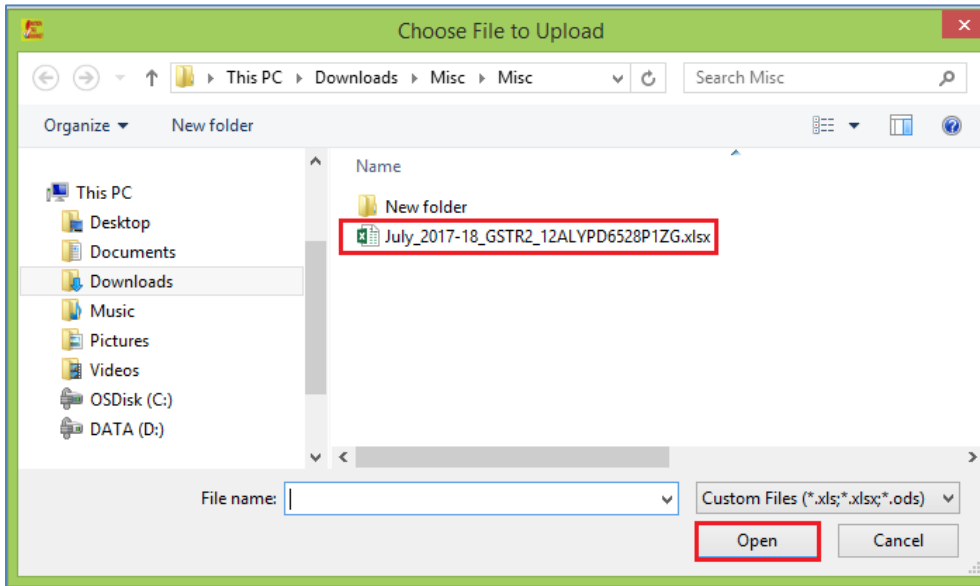 Choose File to Upload
This PC Downloads Misc Misc
Search Misc
Organize New folder
Name
This PC
Desktop
Documents
Downloads
Music
Pictures
Videos
OSDisk (C:)
DATA (D:)
New folder
July_2017-18_GSTR2_12ALYPD6528P1ZG.xlsx
File name:
Custom Files (*.xls;*.xlsx;*.ods)
Open
Cancel